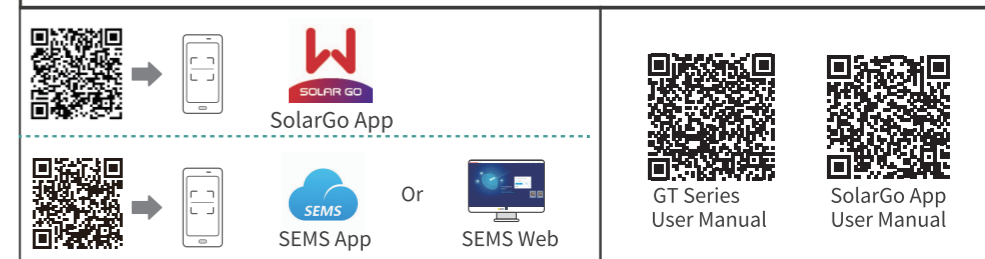 SOLAR GO
SolarGo App
SEMS
Or
SEMS App
SEMS Web
GT Series
User Manual
SolarGo App
User Manual